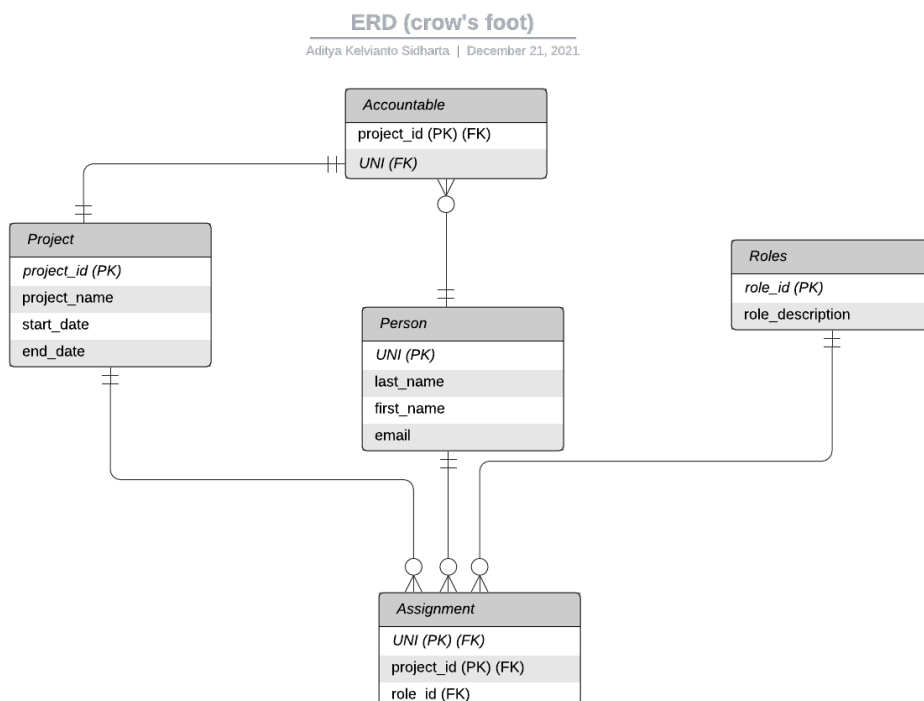 ERD (crow's foot)
Aditya Kelvianto Sidharta | December 21, 2021
Accountable
project_id (PK) (FK)
UNI (FK)
Project
project_id (PK)
project_name
start_date
end_date
Person
UNI (PK)
last_name
first_name
email
Roles
role_id (PK)
role_description
Assignment
UNI (PK) (FK)
project_id (PK) (FK)
role_id (FK)